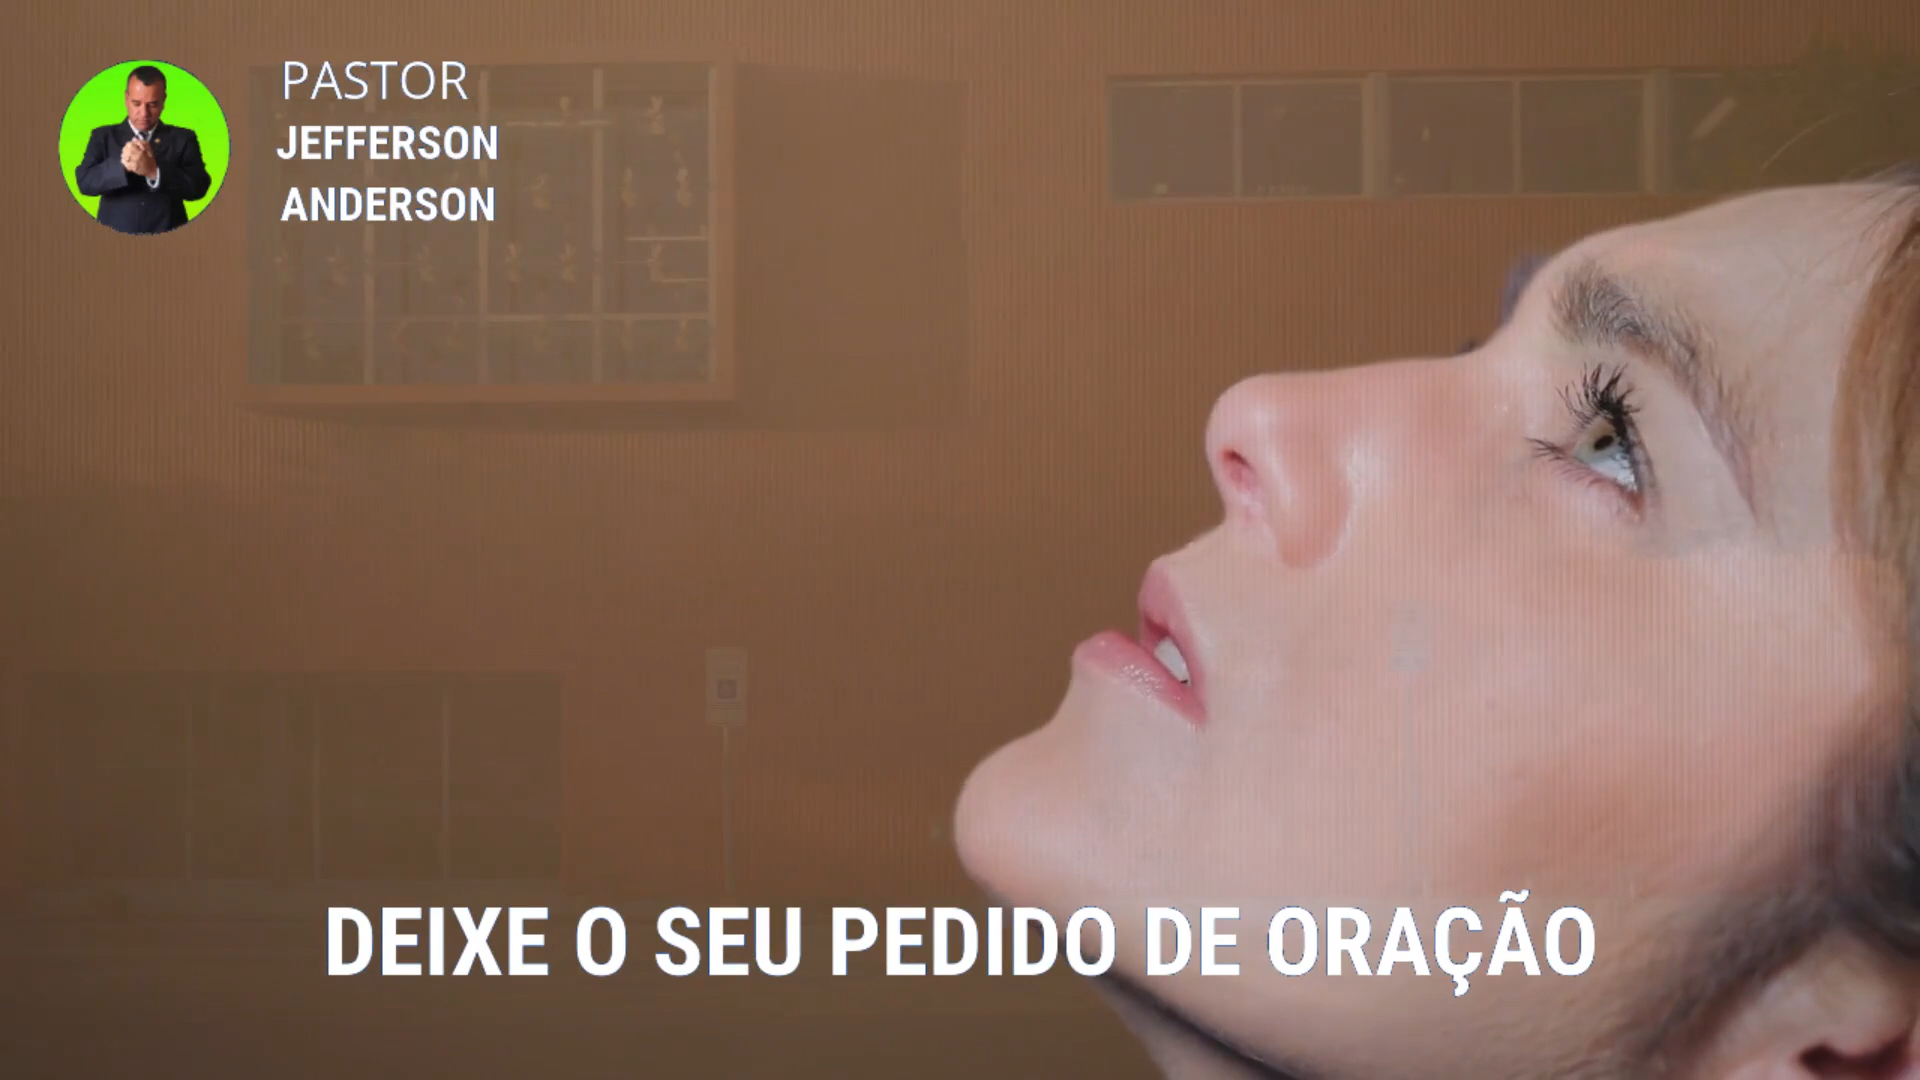 PASTOR
JEFFERSON
ANDERSON
DEIXE O SEU PEDIDO DE ORAÇÃO